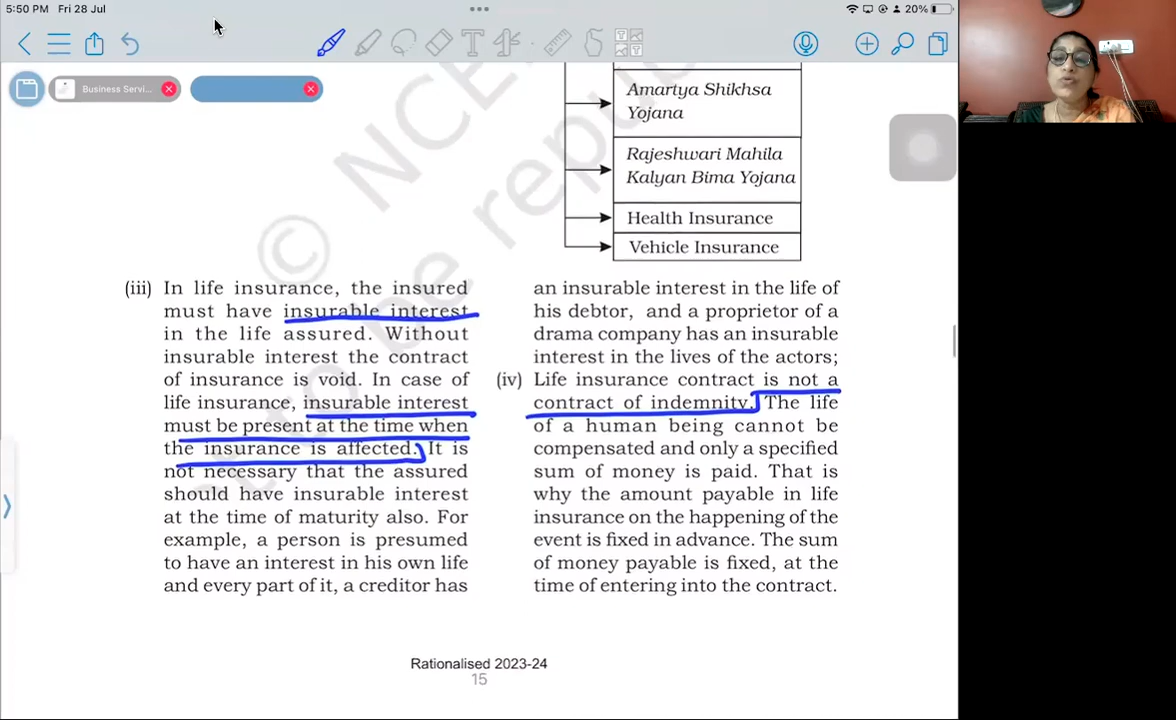 5:50 PM Fri 28 Jul
20%
Business Servi...
© NCE
to be repu
Amartya Shikhsa
Yojana
Rajeshwari Mahila
Kalyan Bima Yojana
Health Insurance
Vehicle Insurance
(iii) In life insurance, the insured
must have insurable interest
in the life assured. Without
insurable interest the contract
of insurance is void. In case of
life insurance, insurable interest
must be present at the time when
the insurance is affected. It is
not necessary that the assured
should have insurable interest
at the time of maturity also. For
example, a person is presumed
to have an interest in his own life
and every part of it, a creditor has
an insurable interest in the life of
his debtor, and a proprietor of a
drama company has an insurable
interest in the lives of the actors;
(iv) Life insurance contract is not a
contract of indemnity. The life
of a human being cannot be
compensated and only a specified
sum of money is paid. That is
why the amount payable in life
insurance on the happening of the
event is fixed in advance. The sum
of money payable is fixed, at the
time of entering into the contract.
Rationalised 2023-24
15